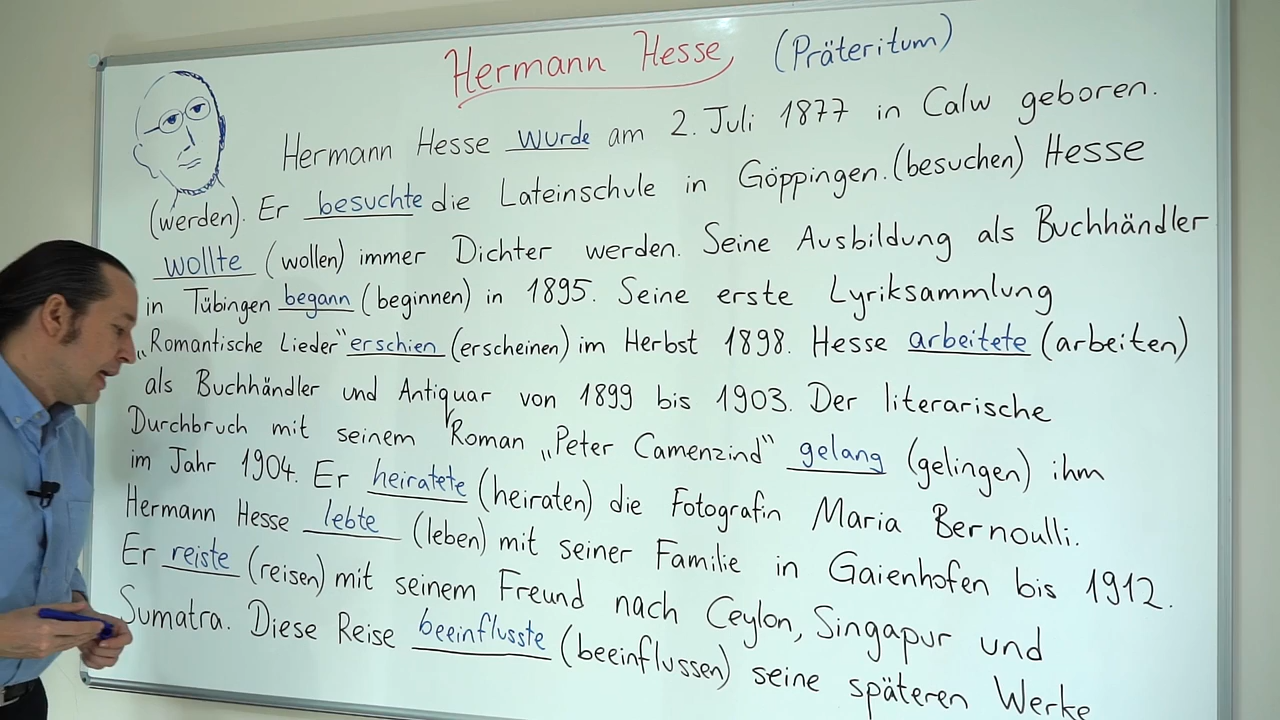 Hermann Hesse (Präteritum)
Hermann Hesse wurde am 2. Juli 1877 in Calw geboren.
(werden). Er besuchte die Lateinschule in Göppingen. (besuchen) Hesse
wollte (wollen) immer Dichter werden. Seine Ausbildung als Buchhändler
in Tübingen begann (beginnen) in 1895. Seine erste Lyriksammlung
„Romantische Lieder“ erschien (erscheinen) im Herbst 1898. Hesse arbeitete (arbeiten)
als Buchhändler und Antiquar von 1899 bis 1903. Der literarische
Durchbruch mit seinem Roman „Peter Camenzind“ gelang (gelingen) ihm
im Jahr 1904. Er heiratete (heiraten) die Fotografin Maria Bernoulli.
Hermann Hesse lebte (leben) mit seiner Familie in Gaienhofen bis 1912.
Er reiste (reisen) mit seinem Freund nach Ceylon, Singapur und
Sumatra. Diese Reise beeinflusste (beeinflussen) seine späteren Werke